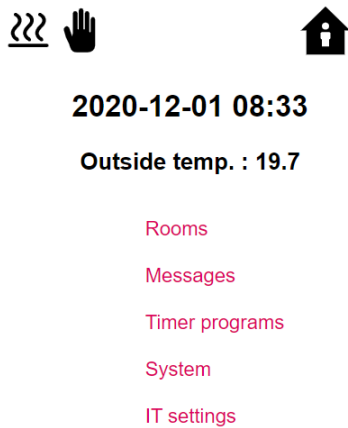 2020-12-01 08:33
Outside temp. : 19.7
Rooms
Messages
Timer programs
System
IT settings